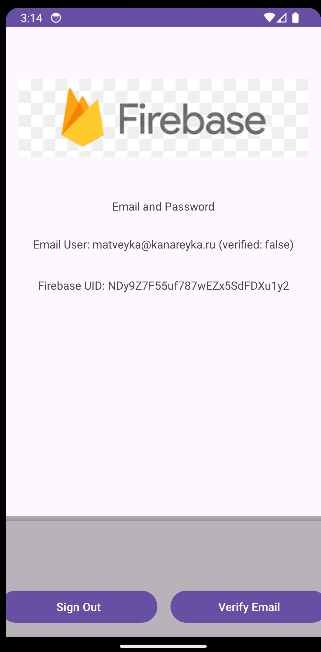 3:14
Firebase
Email and Password
Email User: matveyka@kanareyka.ru (verified: false)
Firebase UID: NDy9Z7F55uf787wEZx5SdFDXu1y2
Sign Out
Verify Email